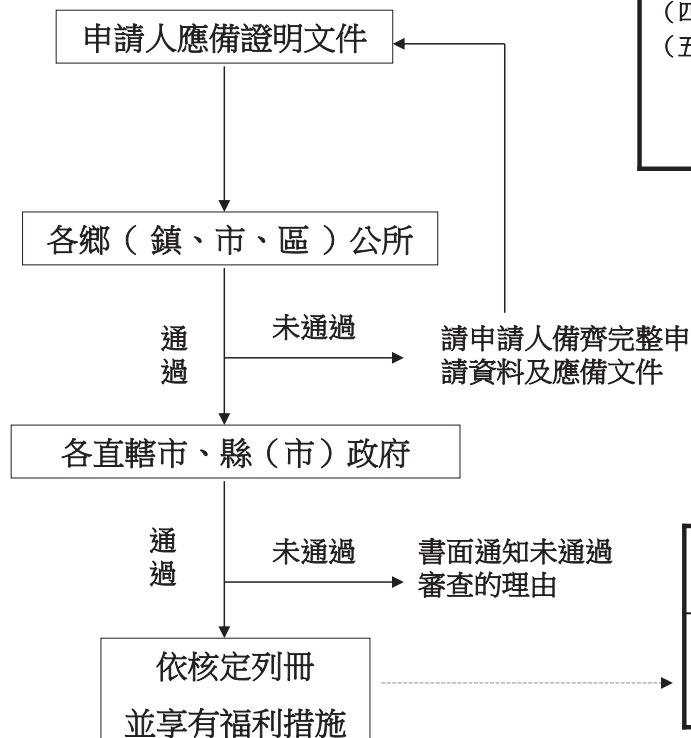 （四
（五
申請人應備證明文件
各鄉（鎮、市、區）公所
通過
未通過
請申請人備齊完整申
請資料及應備文件
各直轄市、縣（市）政府
通過
未通過
書面通知未通過
審查的理由
依核定列冊
並享有福利措施